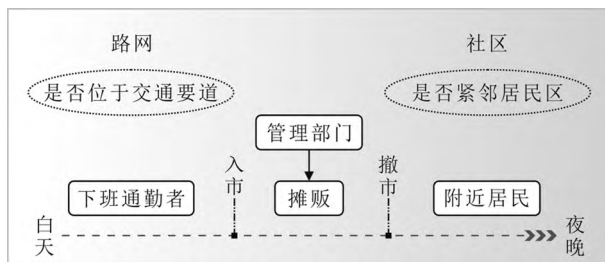 路网
社区
是否位于交通要道
是否紧邻居民区
管理部门
入市
撤市
下班通勤者
摊贩
附近居民
白天
夜晚